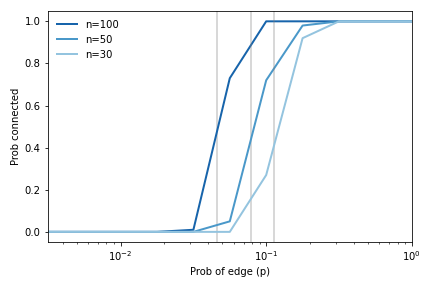 1.0
0.8
0.6
0.4
0.2
0.0
Prob connected
n=100
n=50
n=30
10⁻²
10⁻¹
10⁰
Prob of edge (p)